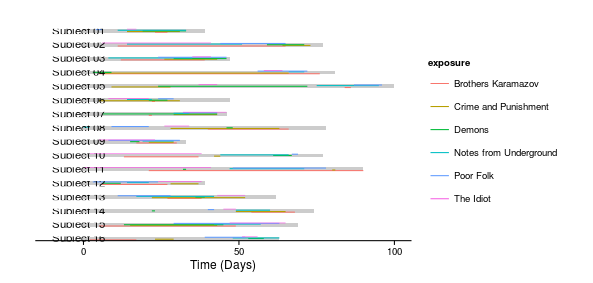 Subject 01
Subject 02
Subject 03
Subject 04
Subject 05
Subject 06
Subject 07
Subject 08
Subject 09
Subject 10
Subject 11
Subject 12
Subject 13
Subject 14
Subject 15
Subject 16
0
50
100
Time (Days)
exposure
Brothers Karamazov
Crime and Punishment
Demons
Notes from Underground
Poor Folk
The Idiot